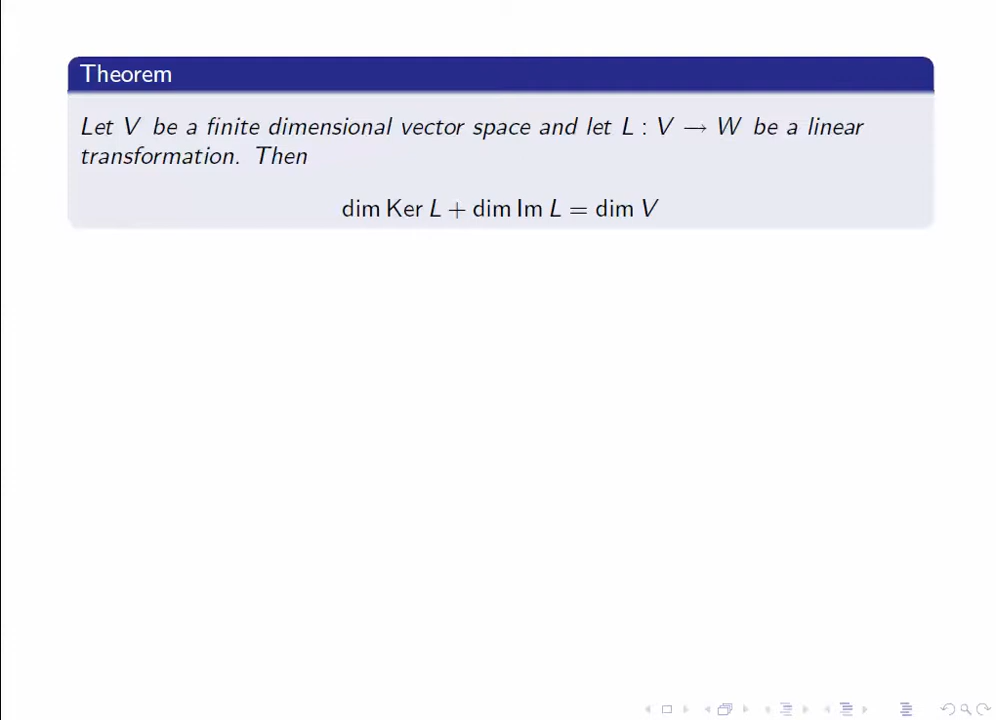 Theorem
Let V be a finite dimensional vector space and let L : V → W be a linear
transformation. Then
dim Ker L + dim Im L = dim V